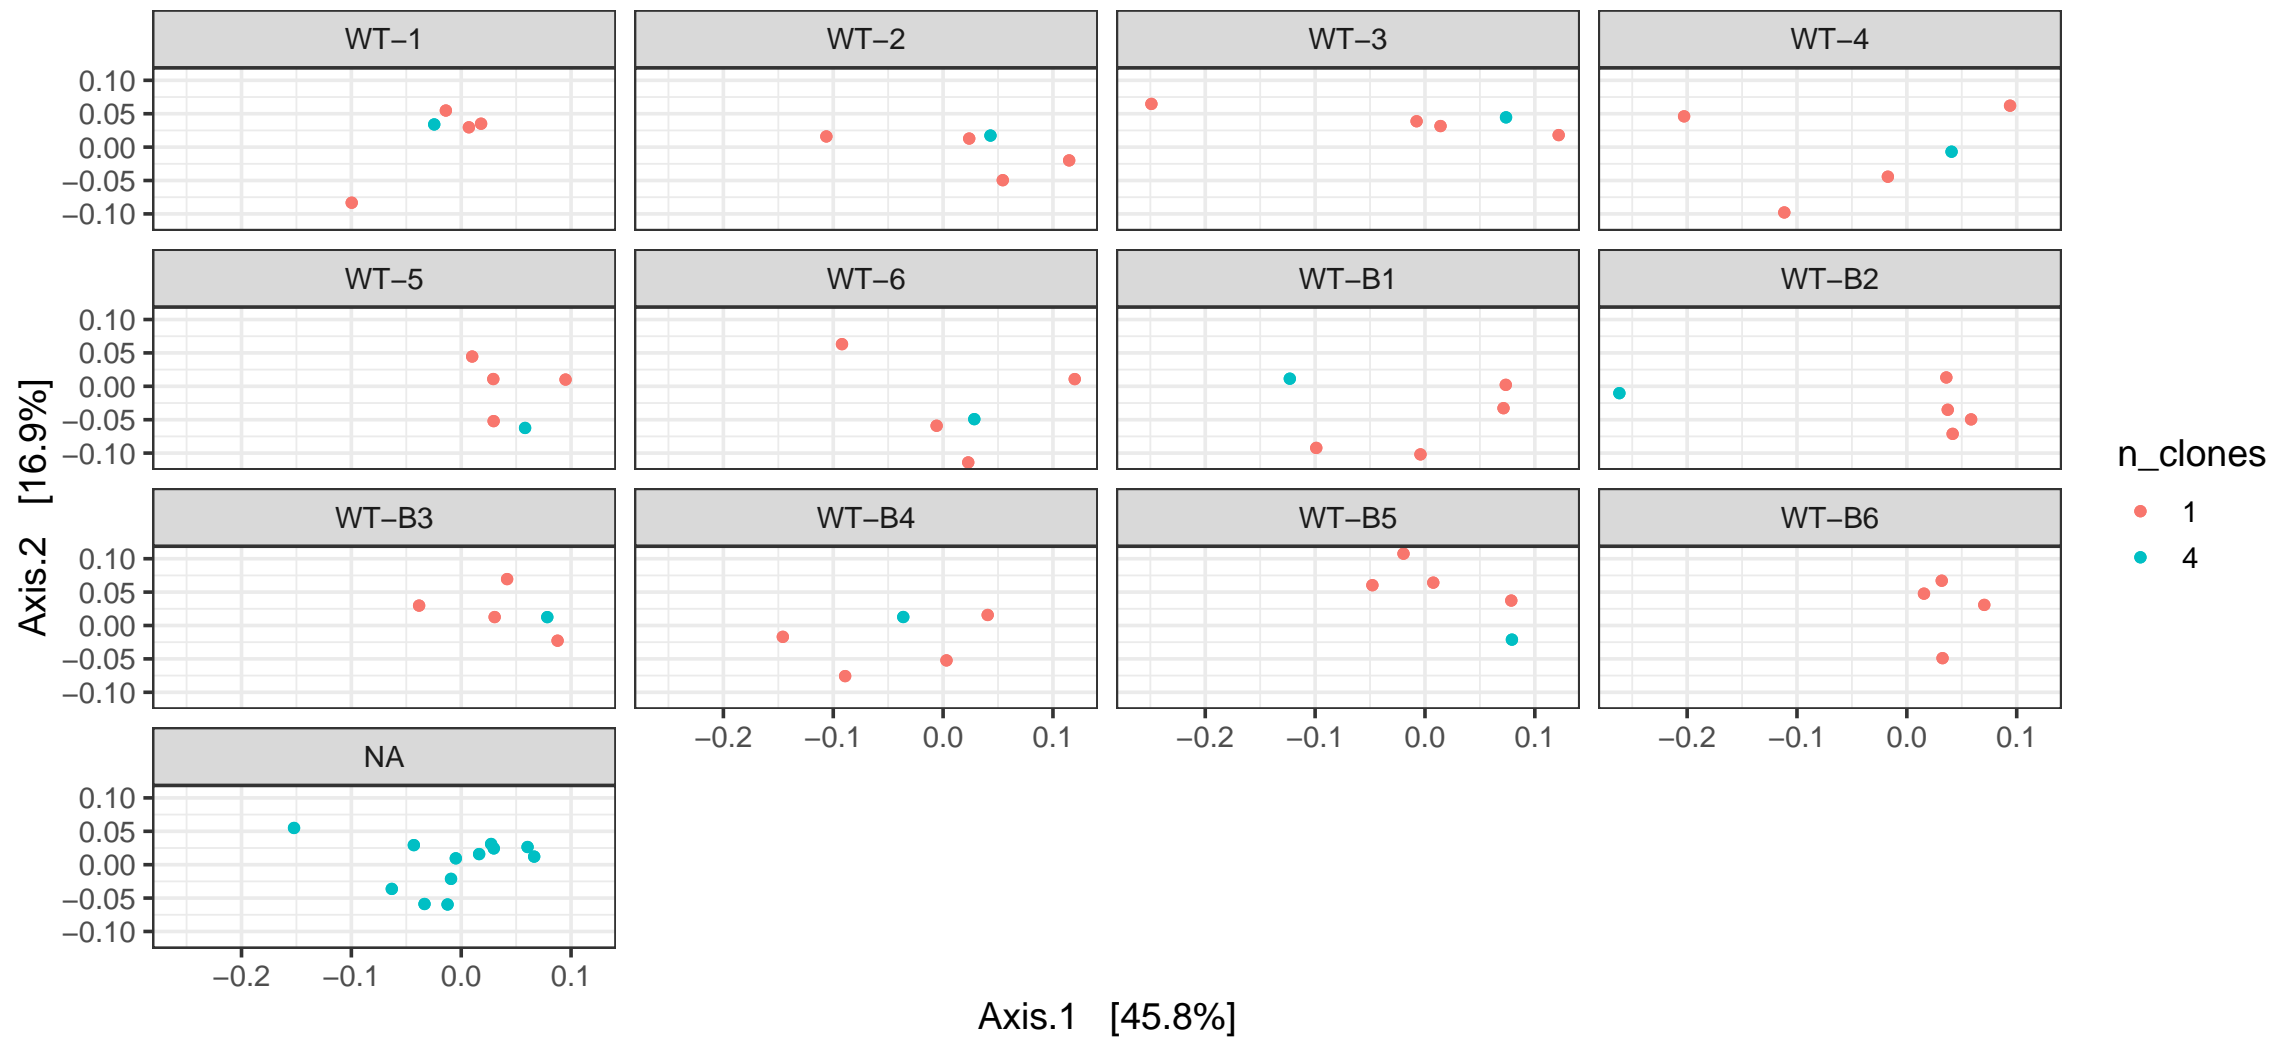 WT−1 WT−2 WT−3 WT−4
0.10
0.05
0.00
−0.05
−0.10
WT−5 WT−6 WT−B1 WT−B2
0.10
0.05
0.00
−0.05
−0.10
WT−B3 WT−B4 WT−B5 WT−B6
0.10
0.05
0.00
−0.05
−0.10
−0.2 −0.1 0.0 0.1 −0.2 −0.1 0.0 0.1 −0.2 −0.1 0.0 0.1
NA
0.10
0.05
0.00
−0.05
−0.10
−0.2 −0.1 0.0 0.1
Axis.1 [45.8%]
Axis.2 [16.9%]
n_clones
1
4